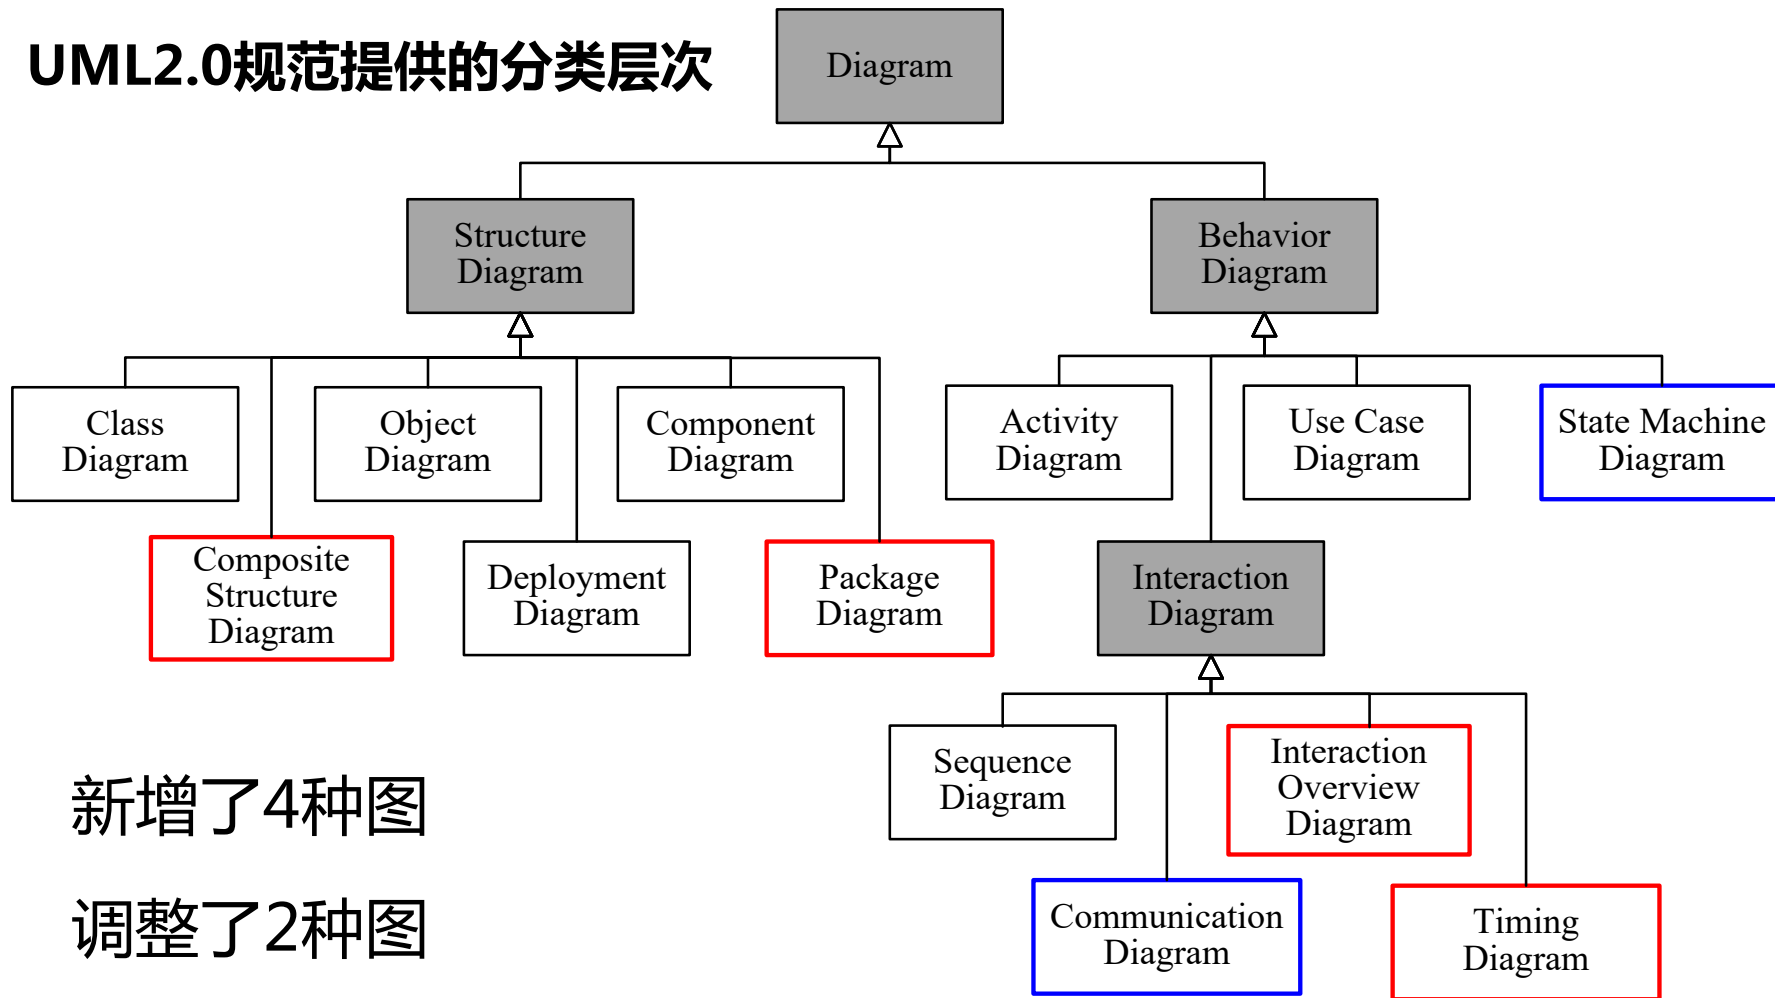 UML2.0规范提供的分类层次
Diagram
Structure
Diagram
Behavior
Diagram
Class
Diagram
Object
Diagram
Component
Diagram
Activity
Diagram
Use Case
Diagram
State Machine
Diagram
Composite
Structure
Diagram
Deployment
Diagram
Package
Diagram
Interaction
Diagram
Sequence
Diagram
Interaction
Overview
Diagram
新增了4种图
Communication
Diagram
Timing
Diagram
调整了2种图